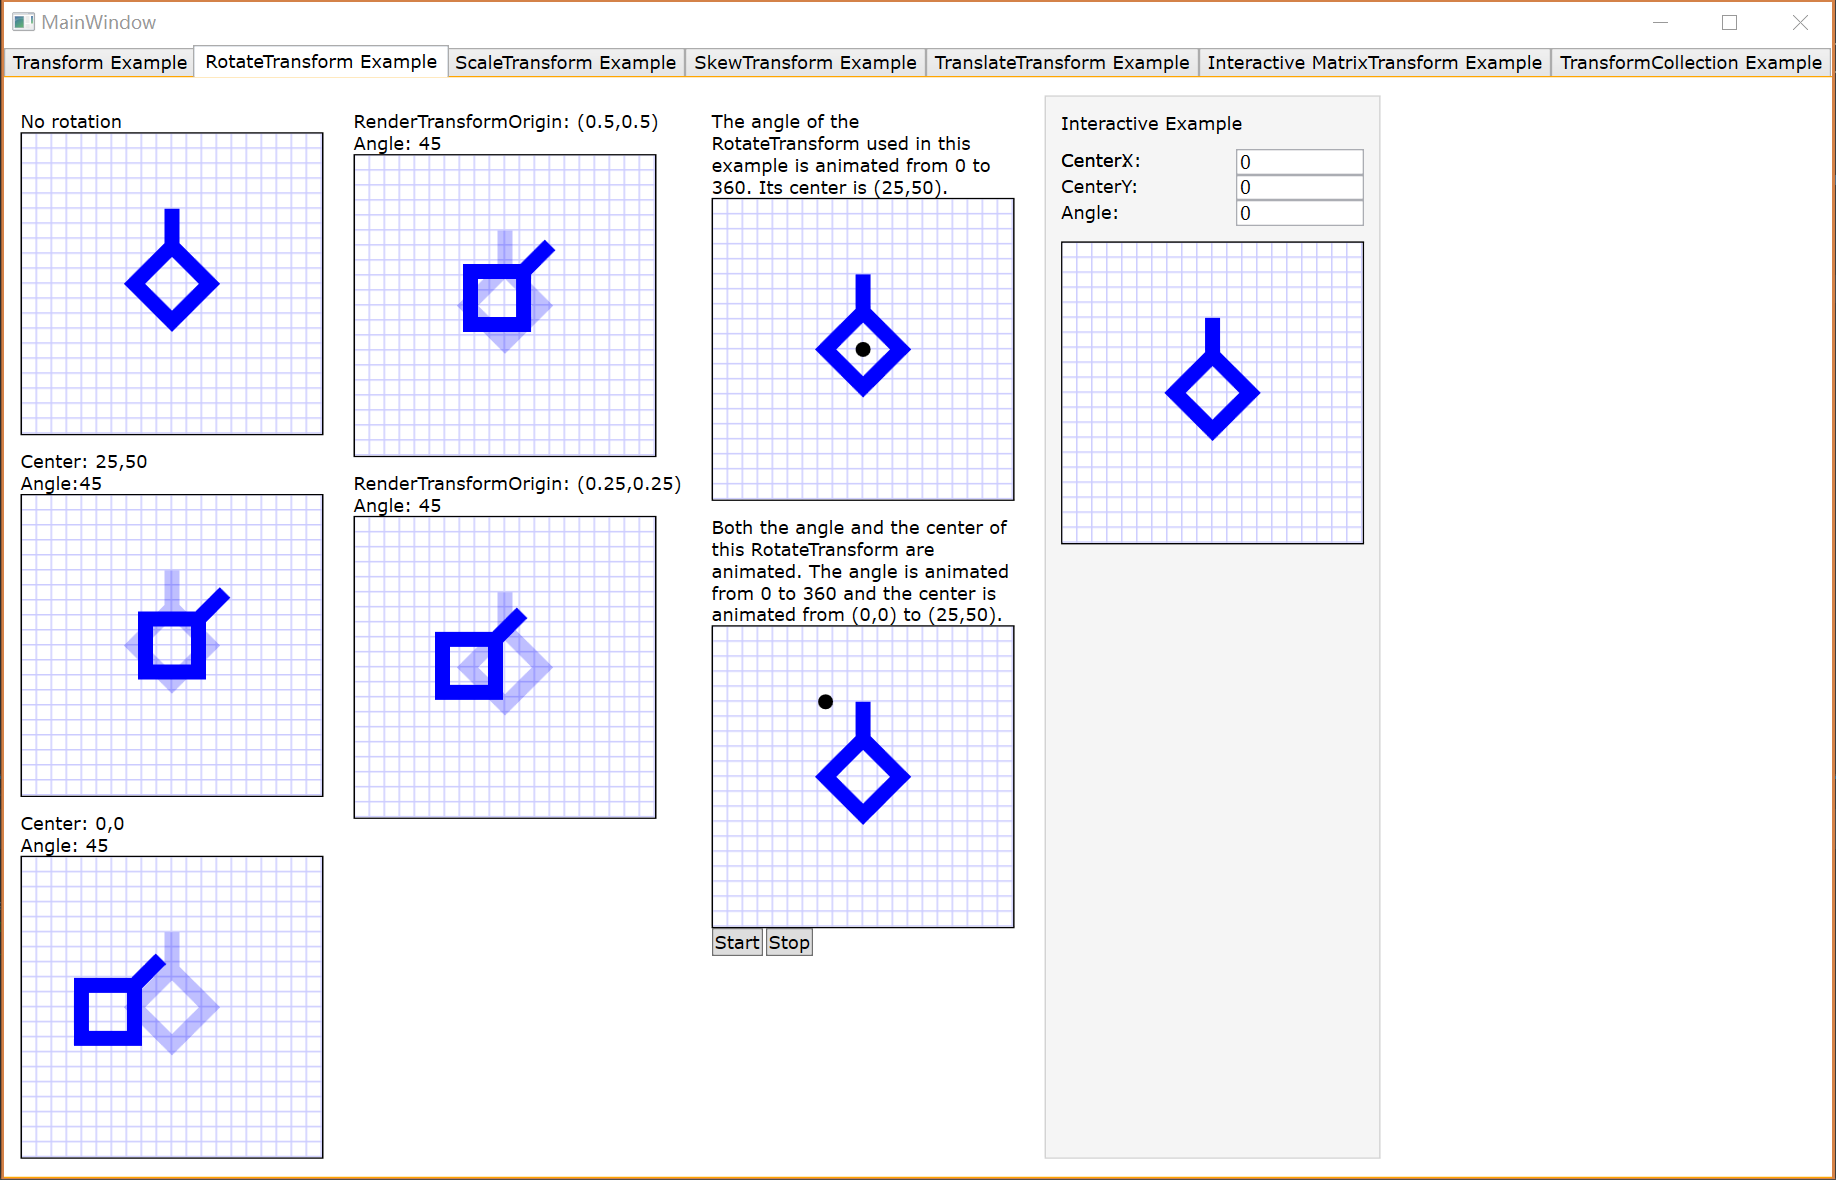 MainWindow
Transform Example
RotateTransform Example
ScaleTransform Example
SkewTransform Example
TranslateTransform Example
Interactive MatrixTransform Example
TransformCollection Example
No rotation
Center: 25,50
Angle:45
Center: 0,0
Angle: 45
RenderTransformOrigin: (0.5,0.5)
Angle: 45
RenderTransformOrigin: (0.25,0.25)
Angle: 45
The angle of the
RotateTransform used in this
example is animated from 0 to
360. Its center is (25,50).
Both the angle and the center of
this RotateTransform are
animated. The angle is animated
from 0 to 360 and the center is
animated from (0,0) to (25,50).
Start Stop
Interactive Example
CenterX: 0
CenterY: 0
Angle: 0